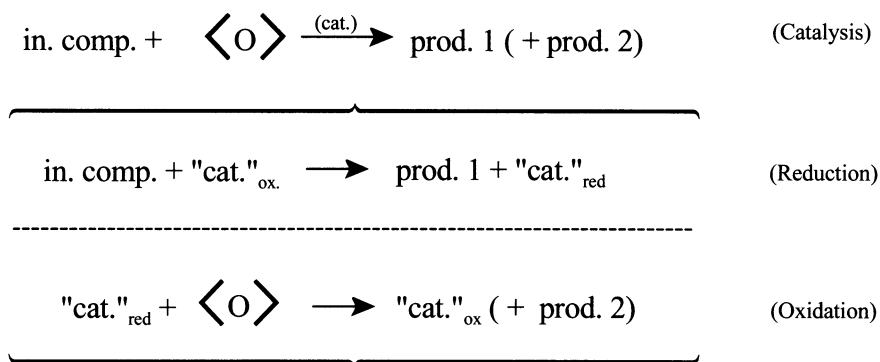 in. comp. + <O> (cat.) → prod. 1 ( + prod. 2) (Catalysis)
in. comp. + "cat."ox. → prod. 1 + "cat."red (Reduction)
"cat."red + <O> → "cat."ox ( + prod. 2) (Oxidation)